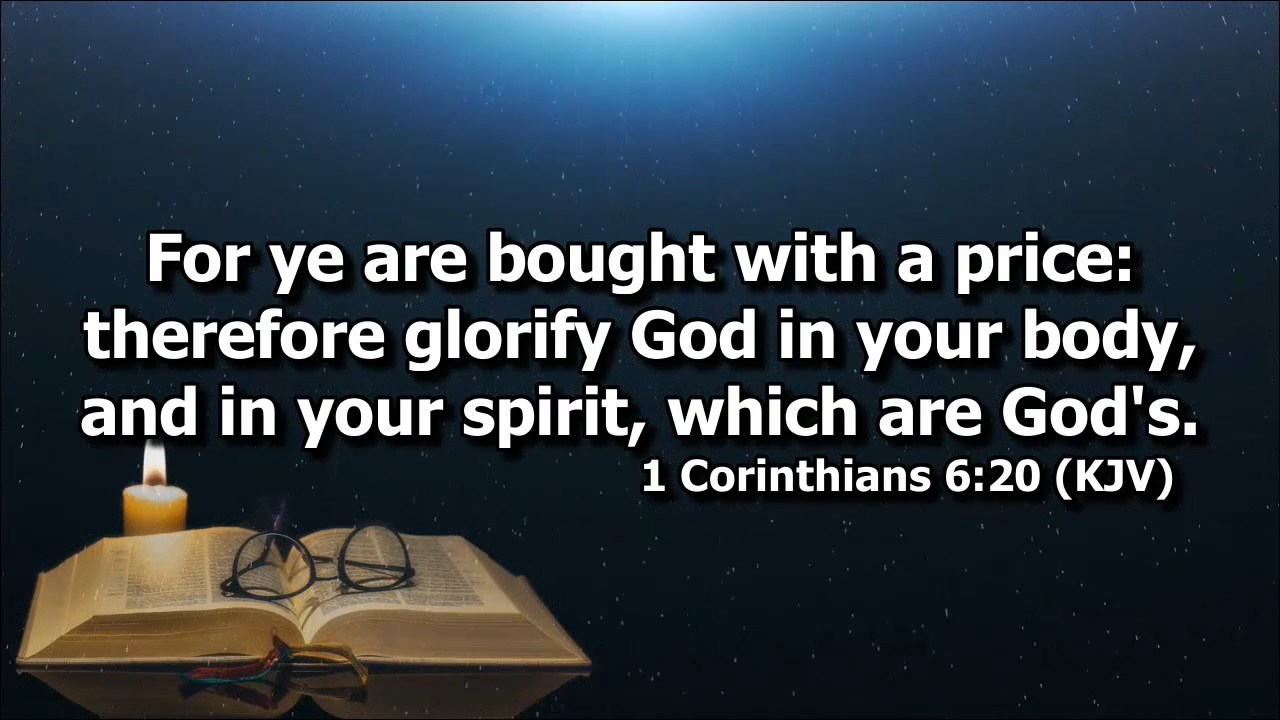 For ye are bought with a price:
therefore glorify God in your body,
and in your spirit, which are God's.
1 Corinthians 6:20 (KJV)